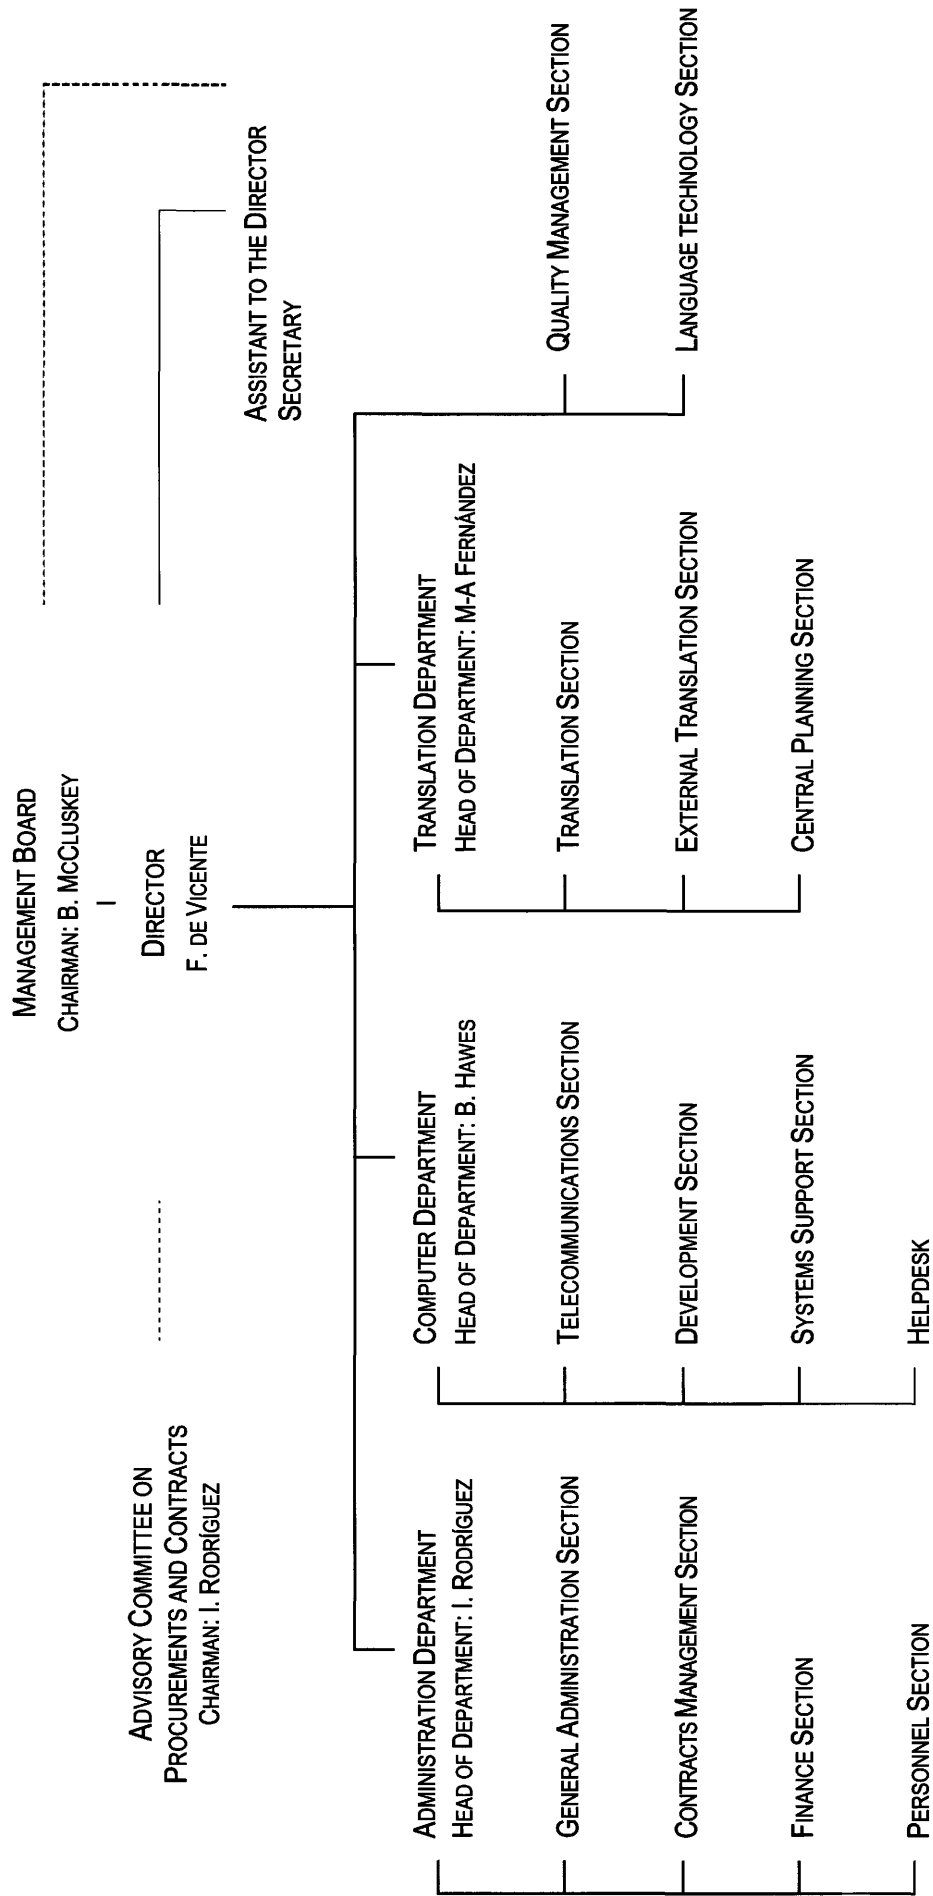 MANAGEMENT BOARD
CHAIRMAN: B. MCCLUSKEY
DIRECTOR
F. DE VICENTE
ADVISORY COMMITTEE ON
PROCUREMENTS AND CONTRACTS
CHAIRMAN: I. RODRÍGUEZ
ASSISTANT TO THE DIRECTOR
SECRETARY
ADMINISTRATION DEPARTMENT
HEAD OF DEPARTMENT: I. RODRÍGUEZ
GENERAL ADMINISTRATION SECTION
CONTRACTS MANAGEMENT SECTION
FINANCE SECTION
PERSONNEL SECTION
COMPUTER DEPARTMENT
HEAD OF DEPARTMENT: B. HAWES
TELECOMMUNICATIONS SECTION
DEVELOPMENT SECTION
SYSTEMS SUPPORT SECTION
HELPDESK
TRANSLATION DEPARTMENT
HEAD OF DEPARTMENT: M-A FERNÁNDEZ
TRANSLATION SECTION
EXTERNAL TRANSLATION SECTION
CENTRAL PLANNING SECTION
QUALITY MANAGEMENT SECTION
LANGUAGE TECHNOLOGY SECTION